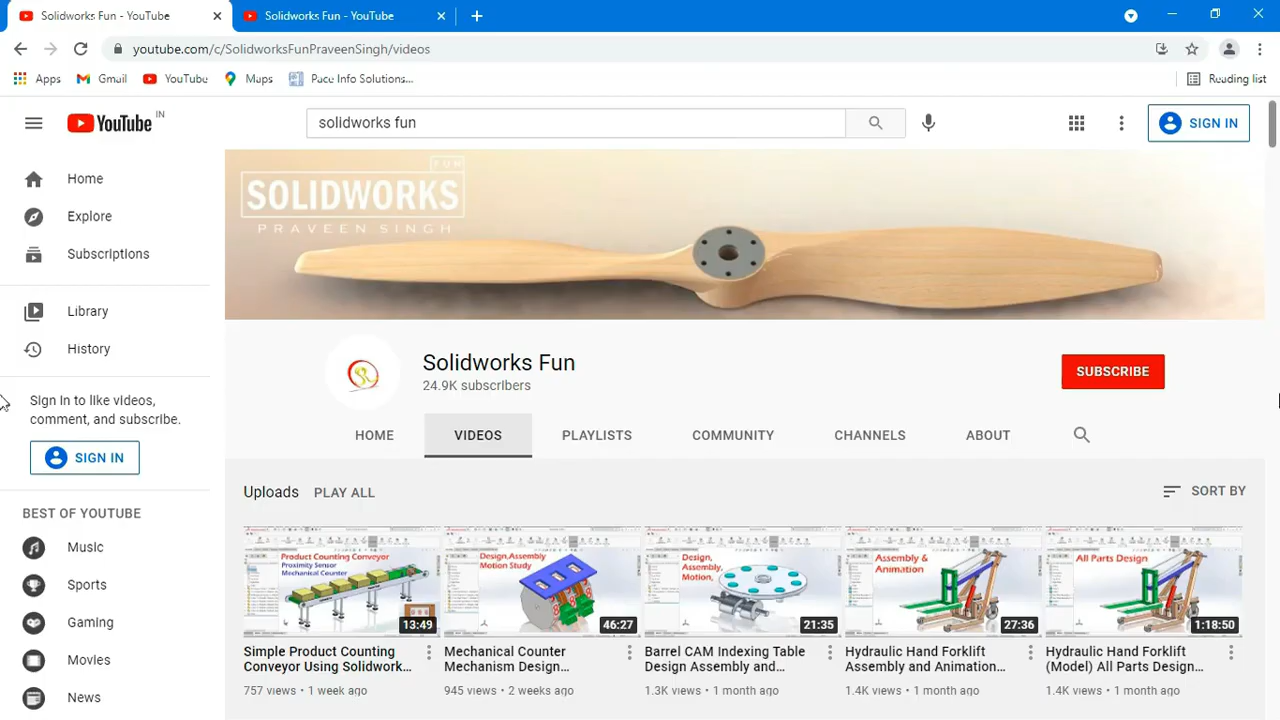 Solidworks Fun - YouTube
Solidworks Fun - YouTube
youtube.com/c/SolidworksFunPraveenSingh/videos
Apps
Gmail
YouTube
Maps
Pace Info Solutions...
Reading list
YouTube
IN
solidworks fun
SIGN IN
Home
Explore
Subscriptions
Library
History
Sign in to like videos,
comment, and subscribe.
SIGN IN
BEST OF YOUTUBE
Music
Sports
Gaming
Movies
News
FUN
SOLIDWORKS
PRAVEEN SINGH
Solidworks Fun
24.9K subscribers
SUBSCRIBE
HOME
VIDEOS
PLAYLISTS
COMMUNITY
CHANNELS
ABOUT
Uploads
PLAY ALL
SORT BY
Product Counting
Conveyor
Proximity Sensor
Mechanical Counter
13:49
Simple Product Counting
Conveyor Using Solidwork...
757 views • 1 week ago
Design,Assembly
Motion Study
46:27
Mechanical Counter
Mechanism Design...
945 views • 2 weeks ago
Design,
Assembly,
Motion,
21:35
Barrel CAM Indexing Table
Design Assembly and...
1.3K views • 1 month ago
Assembly &
Animation
27:36
Hydraulic Hand Forklift
Assembly and Animation...
1.4K views • 1 month ago
All Parts Design
1:18:50
Hydraulic Hand Forklift
(Model) All Parts Design...
1.4K views • 1 month ago